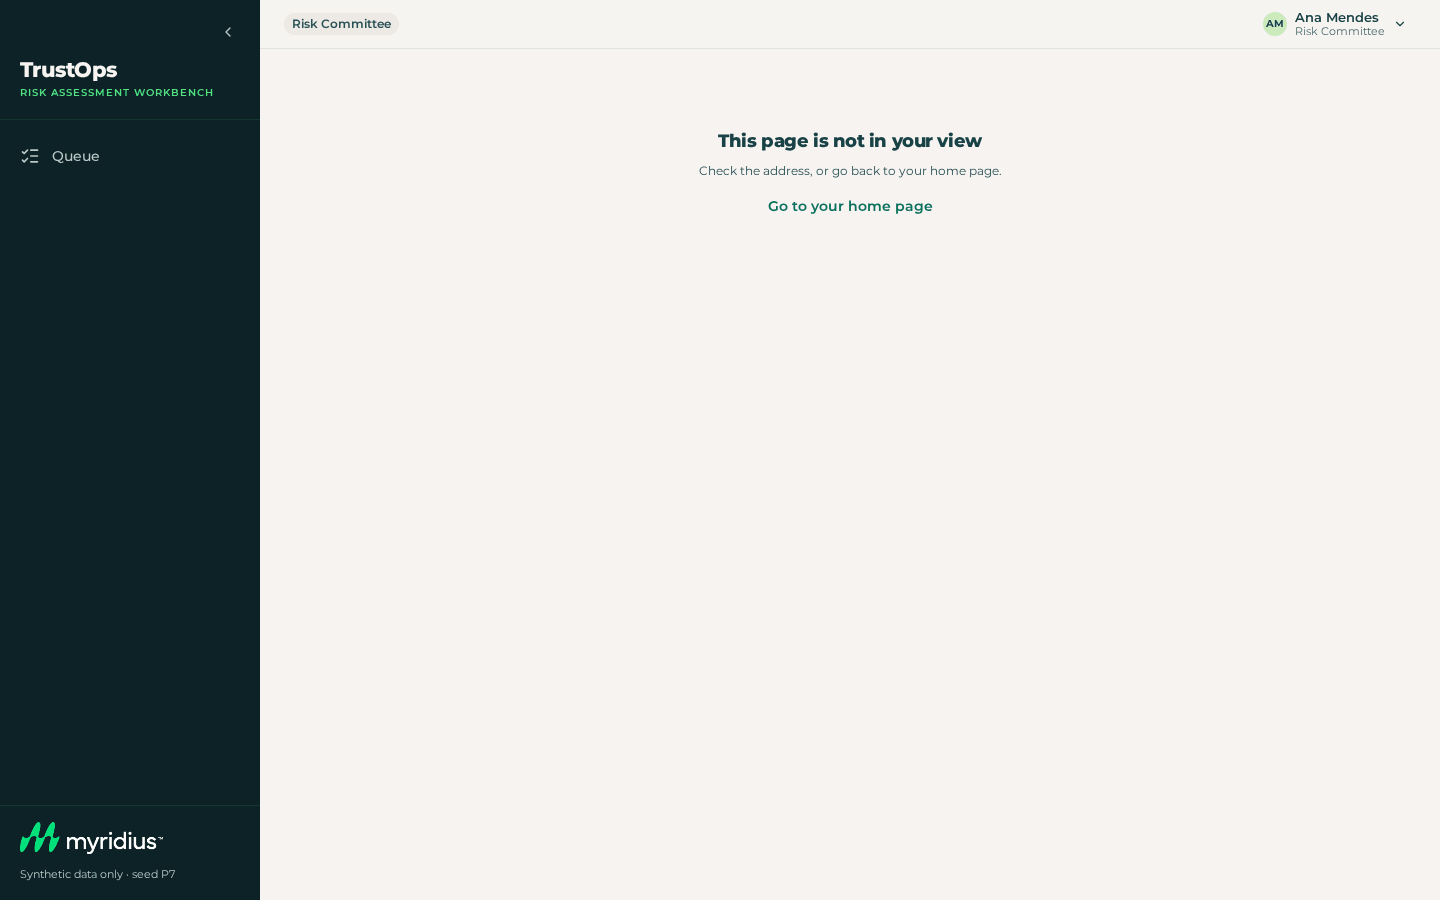 TrustOps
RISK ASSESSMENT WORKBENCH
Queue
myridius™
Synthetic data only · seed P7
Risk Committee
AM
Ana Mendes
Risk Committee
This page is not in your view
Check the address, or go back to your home page.
Go to your home page